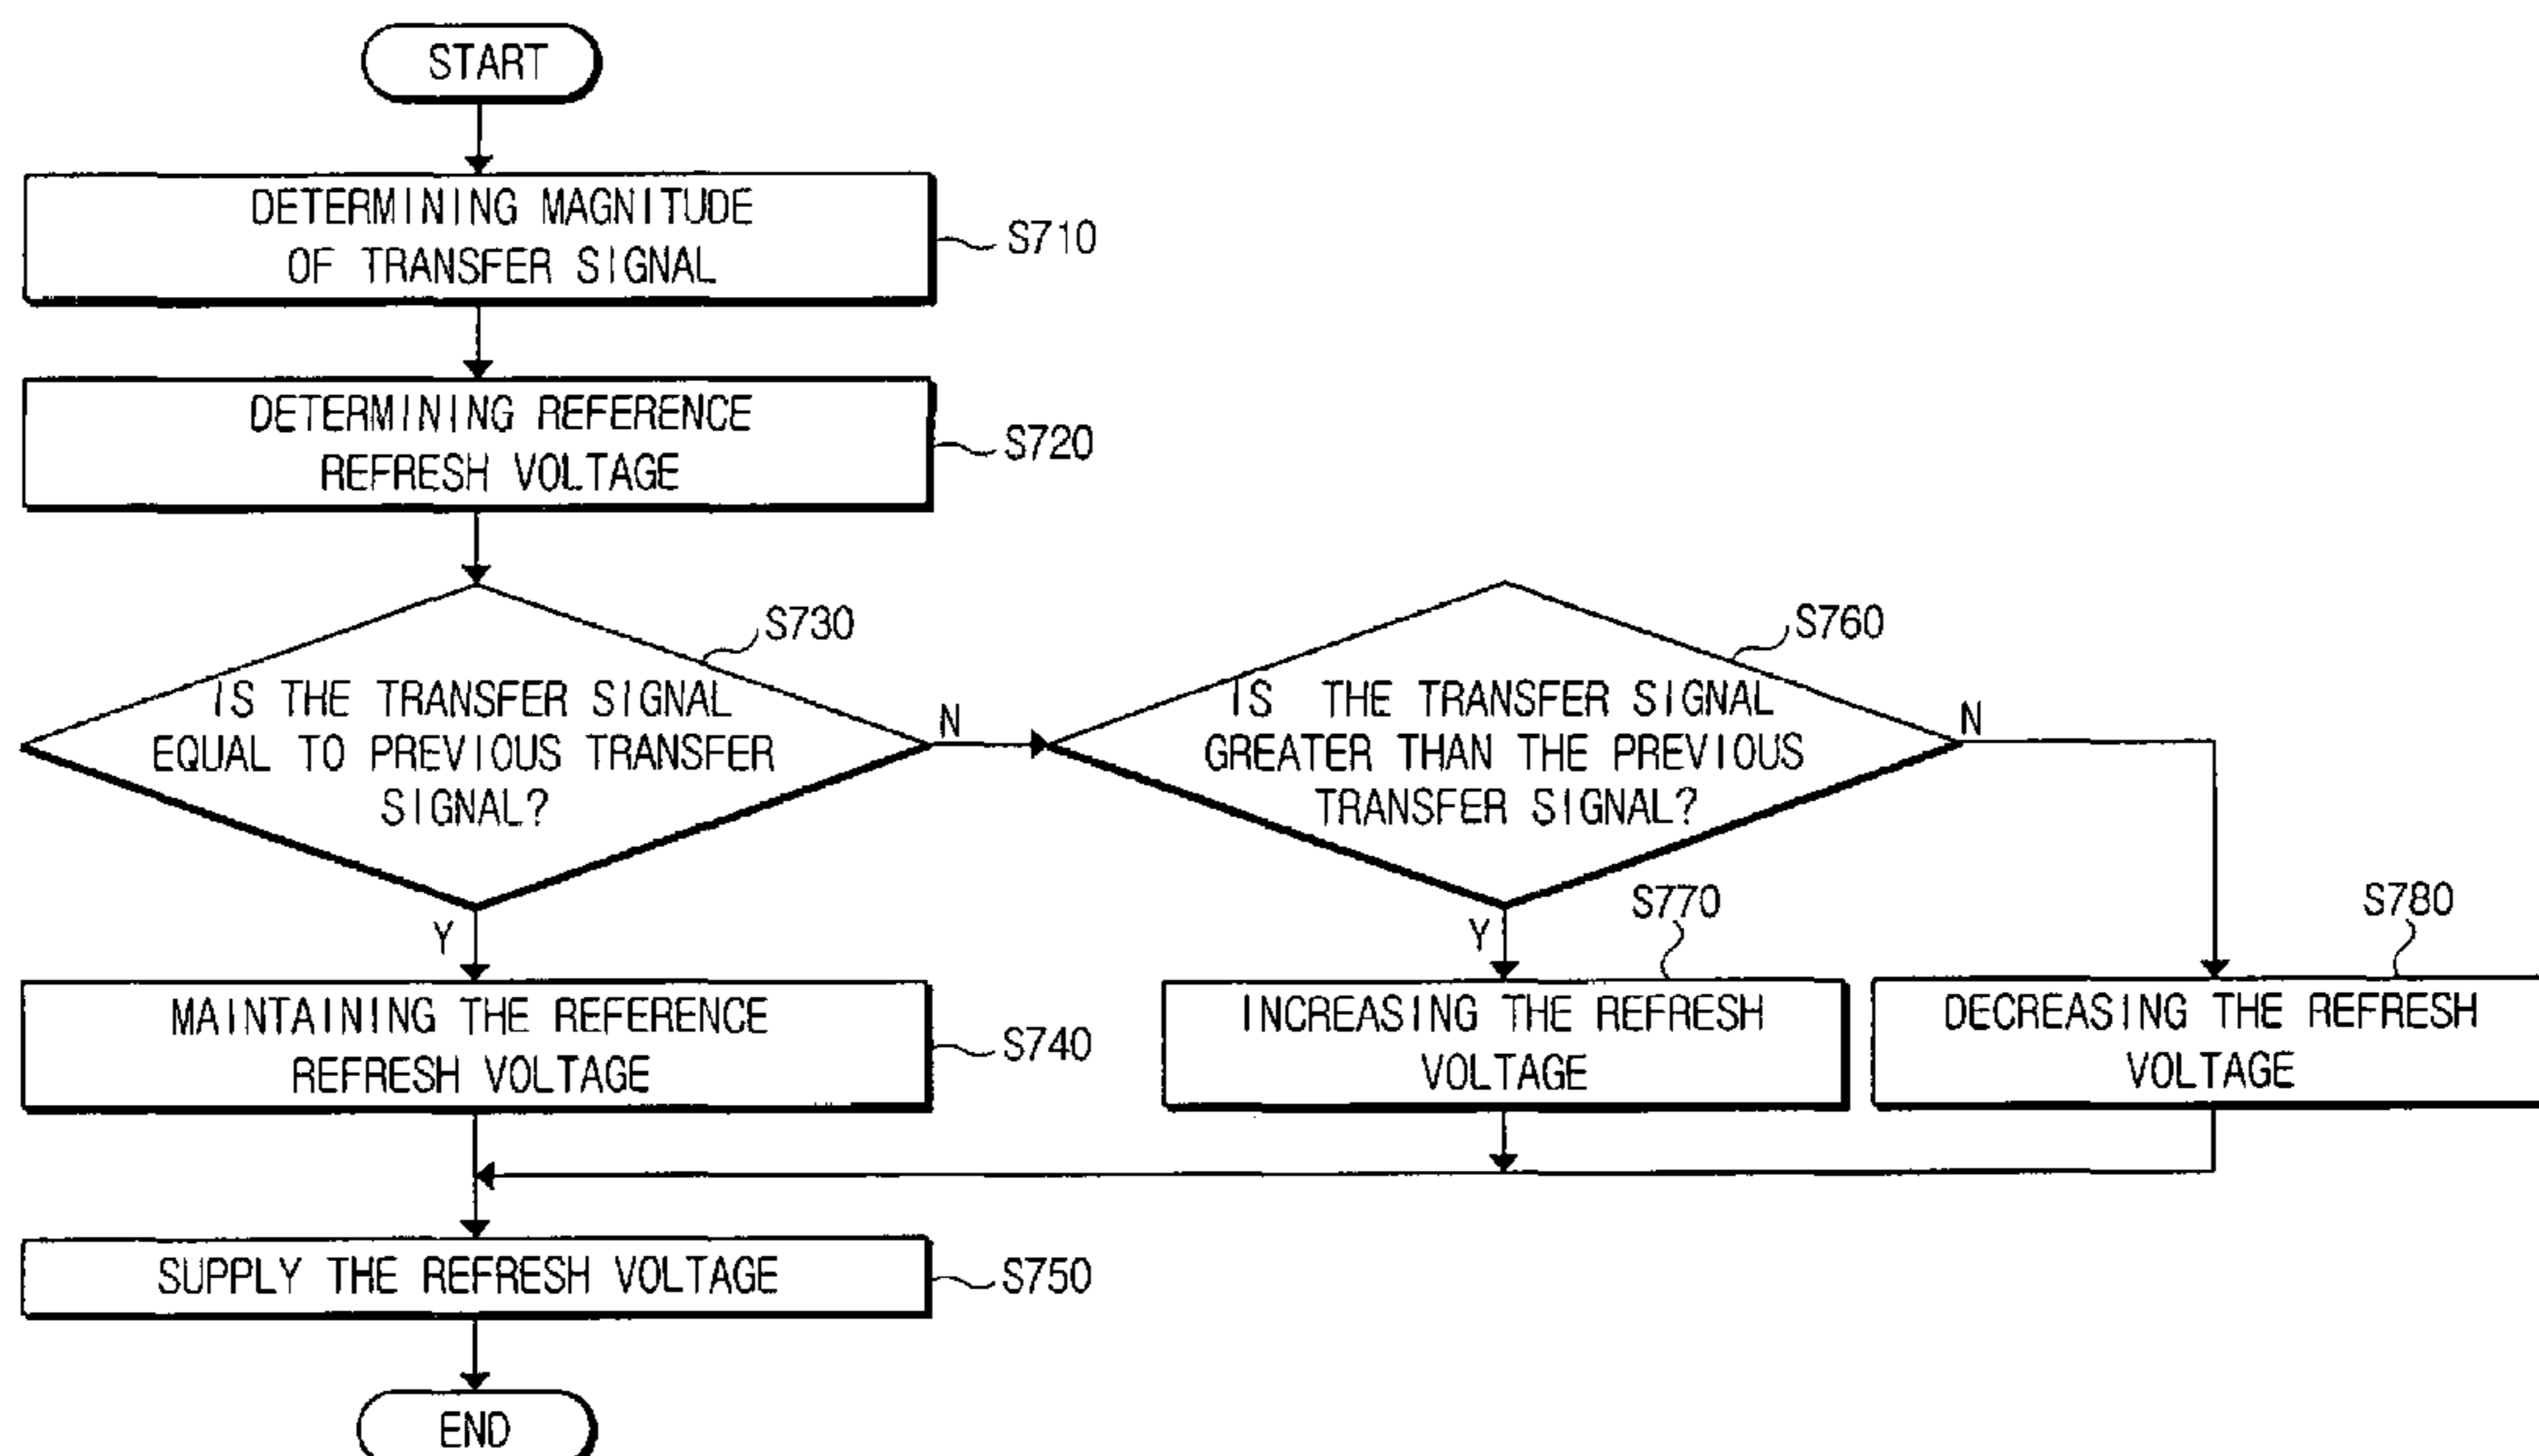 START
DETERMINING MAGNITUDE
OF TRANSFER SIGNAL
S710
DETERMINING REFERENCE
REFRESH VOLTAGE
S720
S730
IS THE TRANSFER SIGNAL
EQUAL TO PREVIOUS TRANSFER
SIGNAL?
N
Y
S760
IS THE TRANSFER SIGNAL
GREATER THAN THE PREVIOUS
TRANSFER SIGNAL?
N
Y
MAINTAINING THE REFERENCE
REFRESH VOLTAGE
S740
S770
INCREASING THE REFRESH
VOLTAGE
S780
DECREASING THE REFRESH
VOLTAGE
SUPPLY THE REFRESH VOLTAGE
S750
END